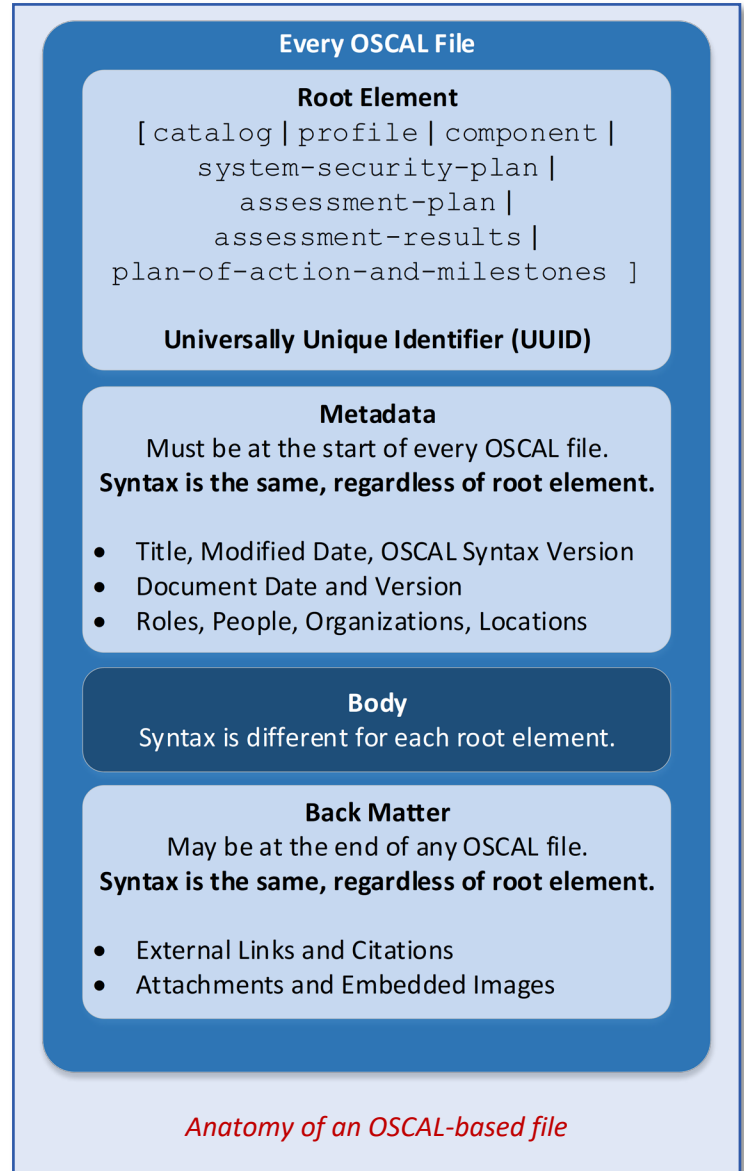 Every OSCAL File
Root Element
[ catalog | profile | component |
system-security-plan |
assessment-plan |
assessment-results |
plan-of-action-and-milestones ]
Universally Unique Identifier (UUID)
Metadata
Must be at the start of every OSCAL file.
Syntax is the same, regardless of root element.
• Title, Modified Date, OSCAL Syntax Version
• Document Date and Version
• Roles, People, Organizations, Locations
Body
Syntax is different for each root element.
Back Matter
May be at the end of any OSCAL file.
Syntax is the same, regardless of root element.
• External Links and Citations
• Attachments and Embedded Images
Anatomy of an OSCAL-based file